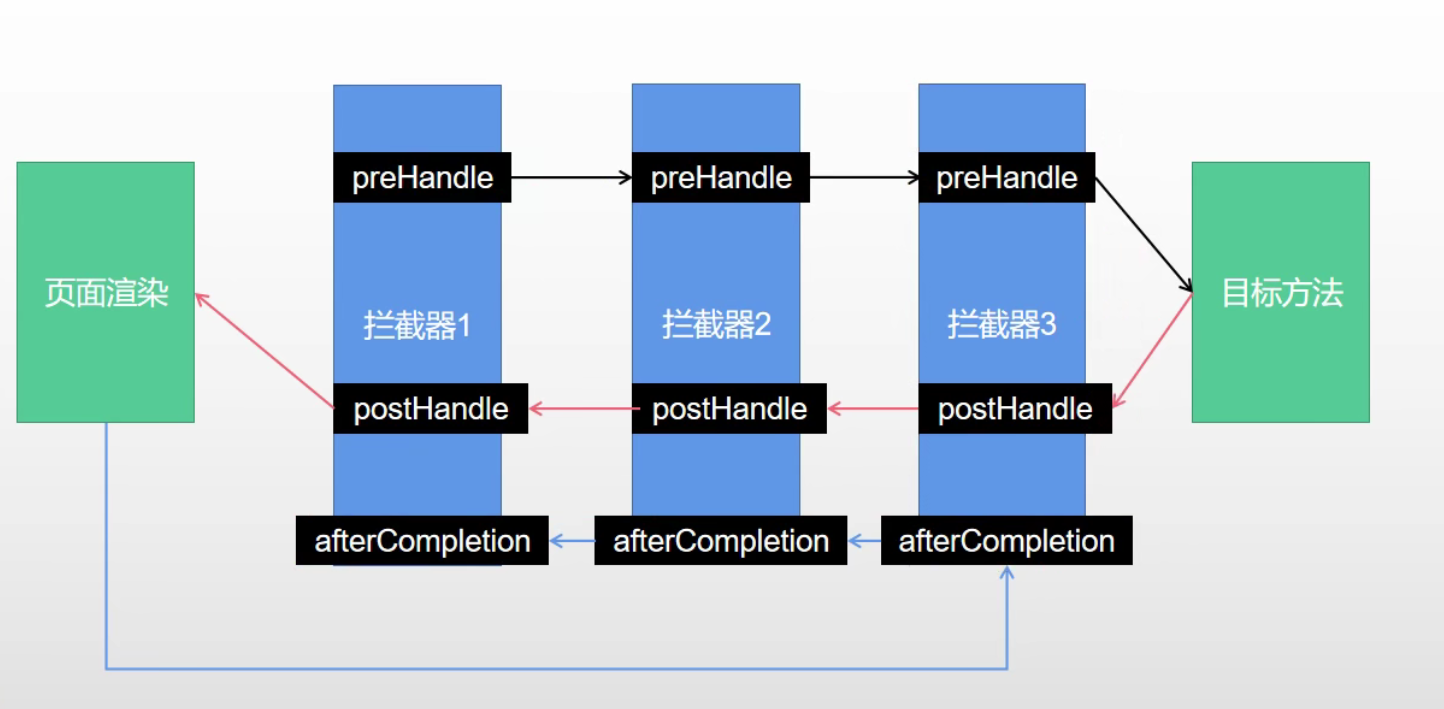 preHandle
preHandle
preHandle
页面渲染
目标方法
拦截器1
拦截器2
拦截器3
postHandle
postHandle
postHandle
afterCompletion
afterCompletion
afterCompletion